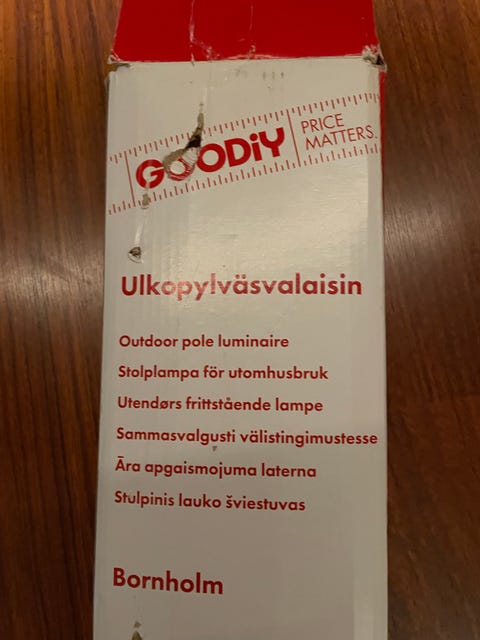 GOODiY
PRICE
MATTERS.
Ulkopylväsvalaisin
Outdoor pole luminaire
Stolplampa för utomhusbruk
Utendørs frittstående lampe
Sammasvalgusti välistingimustesse
Āra apgaismojuma laterna
Stulpinis lauko šviestuvas
Bornholm